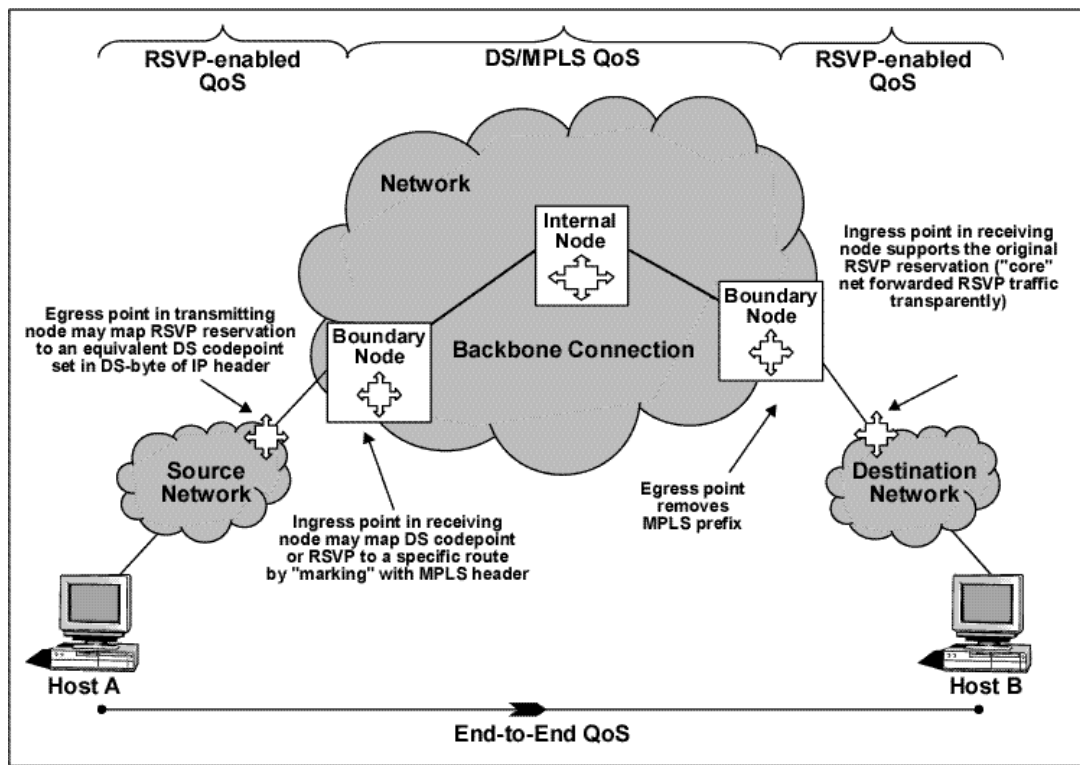 RSVP-enabled
QoS
DS/MPLS QoS
RSVP-enabled
QoS
Network
Internal
Node
Ingress point in receiving
node supports the original
RSVP reservation ("core"
net forwarded RSVP traffic
transparently)
Egress point in transmitting
node may map RSVP reservation
to an equivalent DS codepoint
set in DS-byte of IP header
Boundary
Node
Backbone Connection
Boundary
Node
Source
Network
Ingress point in receiving
node may map DS codepoint
or RSVP to a specific route
by "marking" with MPLS header
Egress point
removes
MPLS prefix
Destination
Network
Host A
Host B
End-to-End QoS